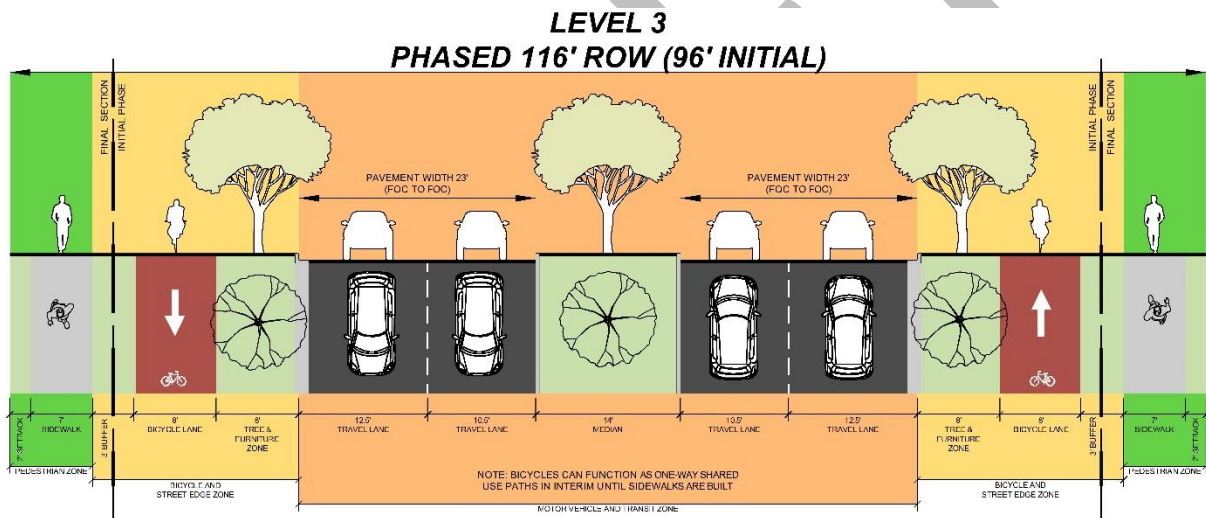 LEVEL 3
PHASED 116' ROW (96' INITIAL)
FINAL SECTION
INITIAL PHASE
INITIAL PHASE
FINAL SECTION
PAVEMENT WIDTH 23'
(FOC TO FOC)
PAVEMENT WIDTH 23'
(FOC TO FOC)
2' SETBACK
7'
SIDEWALK
3' BUFFER
8'
BICYCLE LANE
8'
TREE &
FURNITURE
ZONE
12.5'
TRAVEL LANE
10.5'
TRAVEL LANE
14'
MEDIAN
10.5'
TRAVEL LANE
12.5'
TRAVEL LANE
8'
TREE &
FURNITURE
ZONE
8'
BICYCLE LANE
3' BUFFER
7'
SIDEWALK
2' SETBACK
PEDESTRIAN ZONE
BICYCLE AND
STREET EDGE ZONE
NOTE: BICYCLES CAN FUNCTION AS ONE-WAY SHARED
USE PATHS IN INTERIM UNTIL SIDEWALKS ARE BUILT
MOTOR VEHICLE AND TRANSIT ZONE
BICYCLE AND
STREET EDGE ZONE
PEDESTRIAN ZONE